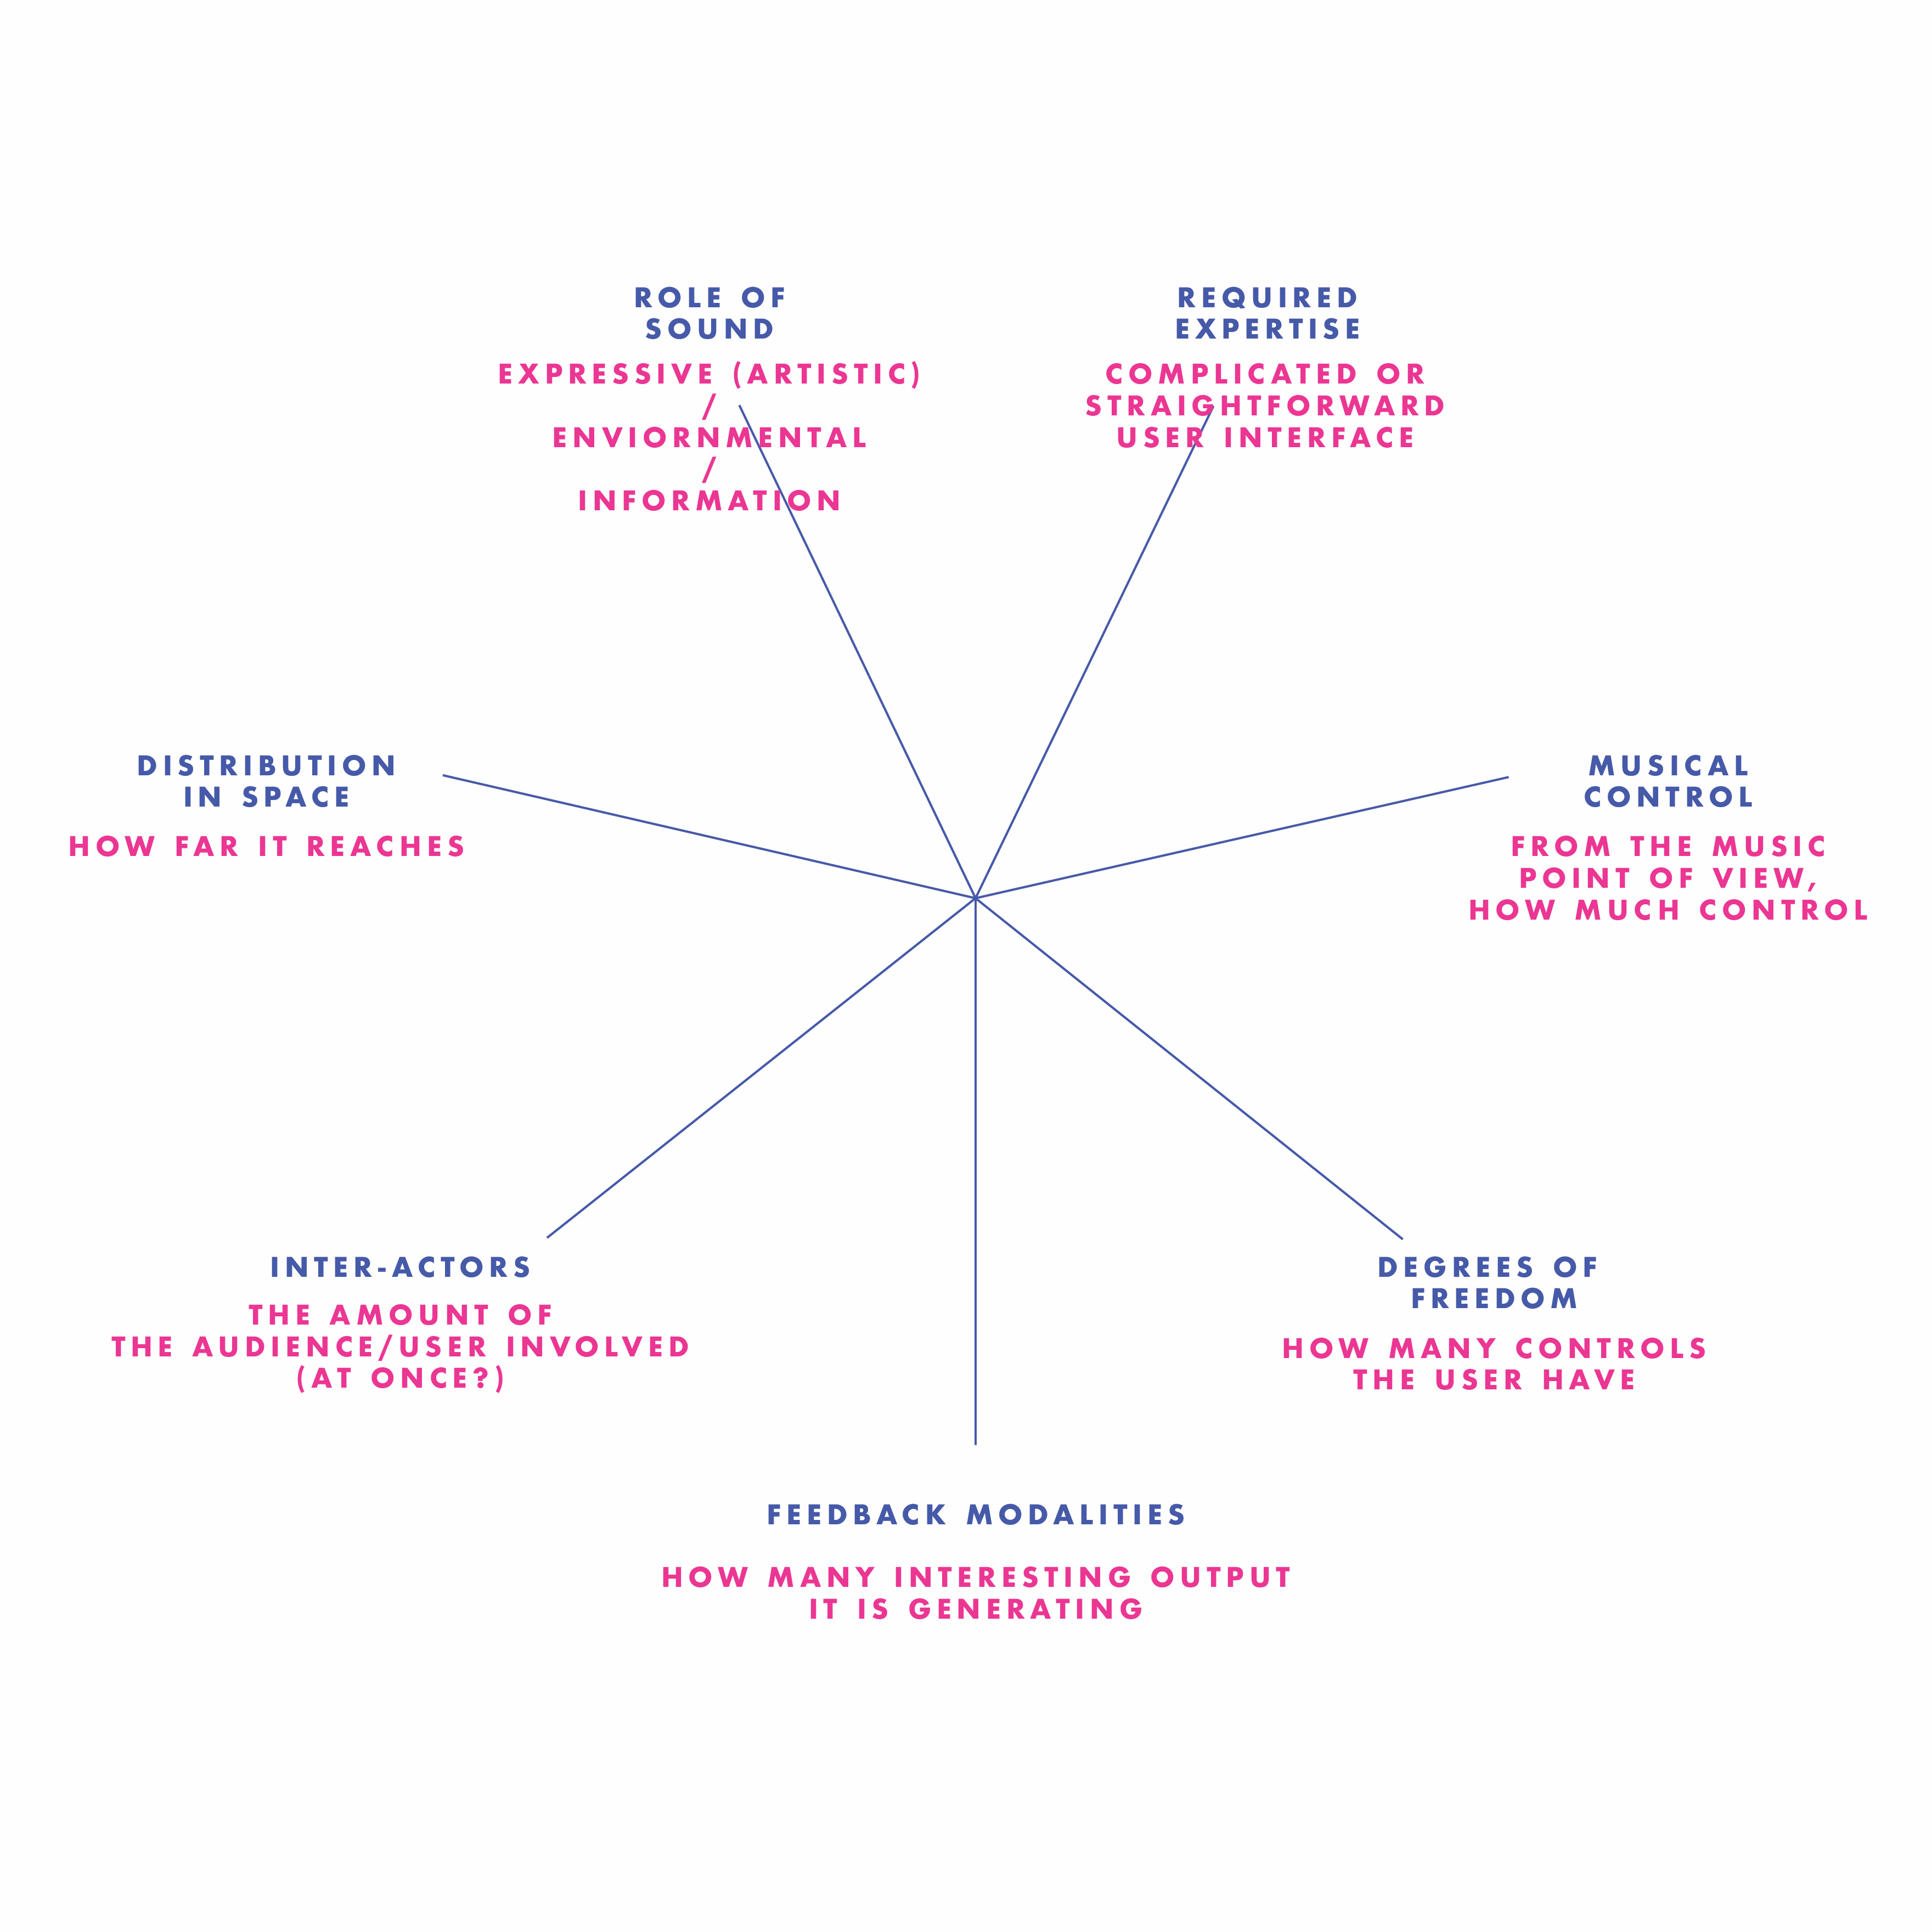 ROLE OF
SOUND
EXPRESSIVE (ARTISTIC)
/
ENVIORNMENTAL
/
INFORMATION
REQUIRED
EXPERTISE
COMPLICATED OR
STRAIGHTFORWARD
USER INTERFACE
DISTRIBUTION
IN SPACE
HOW FAR IT REACHES
MUSICAL
CONTROL
FROM THE MUSIC
POINT OF VIEW,
HOW MUCH CONTROL
INTER-ACTORS
THE AMOUNT OF
THE AUDIENCE/USER INVOLVED
(AT ONCE?)
DEGREES OF
FREEDOM
HOW MANY CONTROLS
THE USER HAVE
FEEDBACK MODALITIES
HOW MANY INTERESTING OUTPUT
IT IS GENERATING